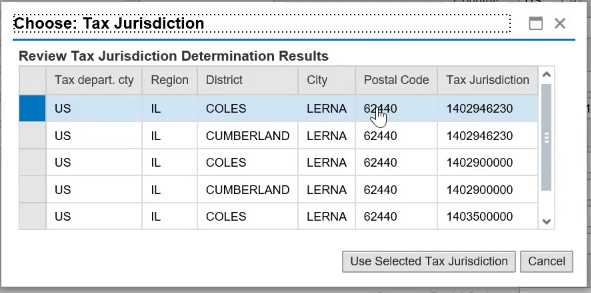 Choose: Tax Jurisdiction
Review Tax Jurisdiction Determination Results
Tax depart. cty Region District City Postal Code Tax Jurisdiction
US IL COLES LERNA 62440 1402946230
US IL CUMBERLAND LERNA 62440 1402946230
US IL COLES LERNA 62440 1402900000
US IL CUMBERLAND LERNA 62440 1402900000
US IL COLES LERNA 62440 1403500000
Use Selected Tax Jurisdiction Cancel